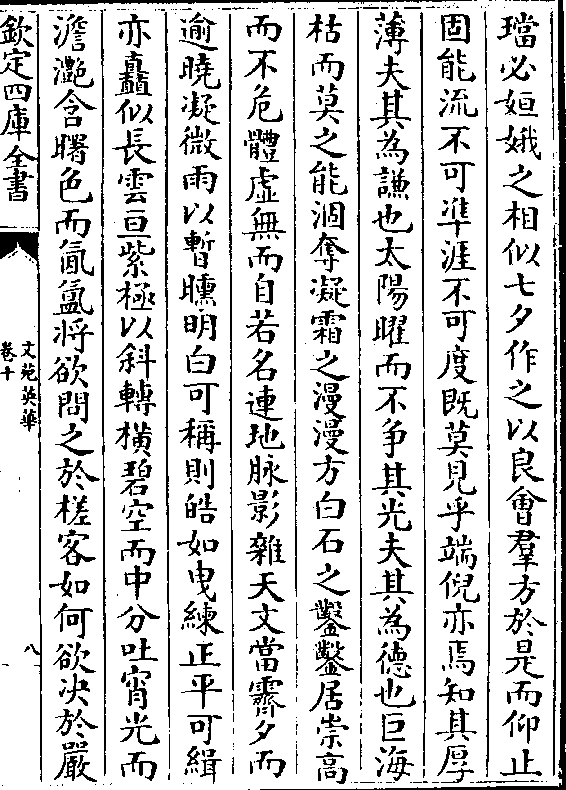 璫必姮娥之相似七夕作之以良會羣方於是而仰止
固能流不可準涯不可度既莫見乎端倪亦焉知其厚
薄夫其為謙也太陽曜而不争其光夫其為德也巨海
枯而莫之能涸奪凝霜之漫漫方白石之鑿鑿居崇高
而不危體虛無而自若名連地脉影雜天文當霽夕而
逾曉凝微雨以暫曛明白可稱則皓如曳練正平可緝
亦矗似長雲亘紫極以斜轉橫碧空而中分吐宵光而
澹灔含曙色而氤氲将欲問之於槎客如何欲决於嚴
欽定四庫全書
文苑英華
卷十
八